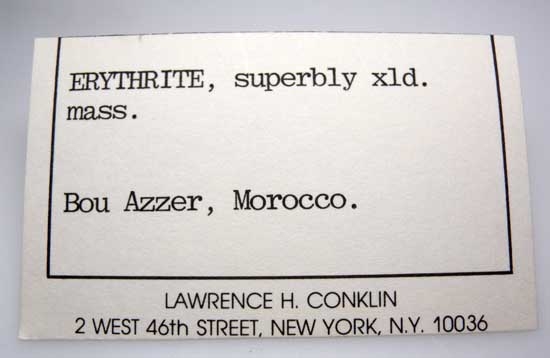 ERYTHRITE, superbly xld.
mass.
Bou Azzer, Morocco.
LAWRENCE H. CONKLIN
2 WEST 46th STREET, NEW YORK, N.Y. 10036